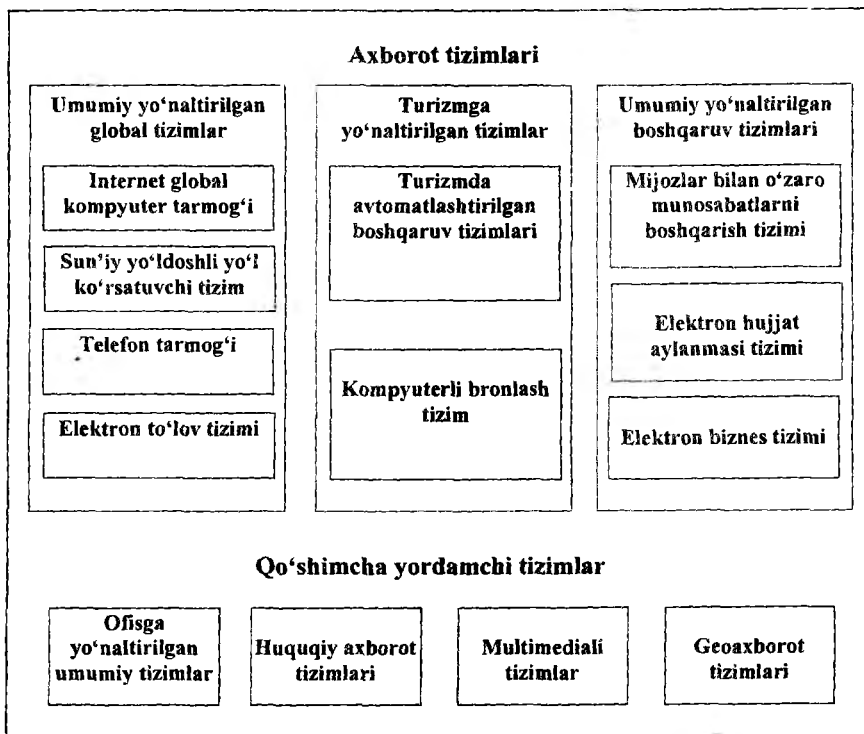 Axborot tizimlari
Umumiy yo‘naltirilgan
global tizimlar
Internet global
kompyuter tarmog‘i
Sun’iy yo‘ldoshli yo‘l
ko‘rsatuvchi tizim
Telefon tarmog‘i
Elektron to‘lov tizimi
Turizmga
yo‘naltirilgan tizimlar
Turizmda
avtomatlashtirilgan
boshqaruv tizimlari
Kompyuterli bronlash
tizim
Umumiy yo‘naltirilgan
boshqaruv tizimlari
Mijozlar bilan o‘zaro
munosabatlarni
boshqarish tizimi
Elektron hujjat
aylanmasi tizimi
Elektron biznes tizimi
Qo‘shimcha yordamchi tizimlar
Ofisga
yo‘naltirilgan
umumiy tizimlar
Huquqiy axborot
tizimlari
Multimediali
tizimlar
Geoaxborot
tizimlari